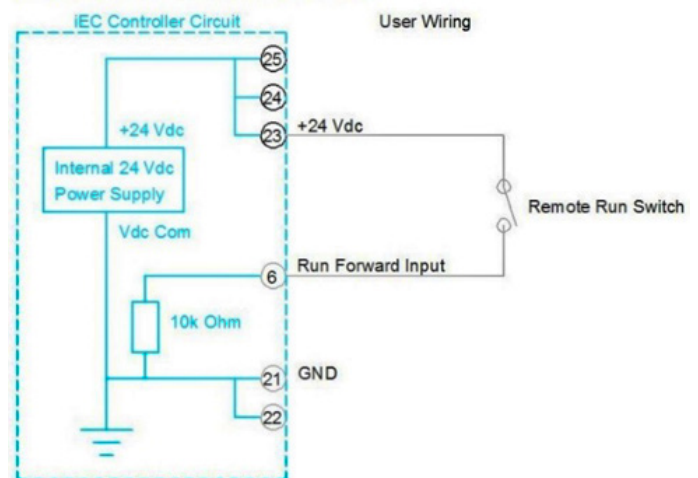 iEC Controller Circuit
User Wiring
25
24
23
+24 Vdc
+24 Vdc
Internal 24 Vdc
Power Supply
Remote Run Switch
Vdc Com
6
Run Forward Input
10k Ohm
21
GND
22